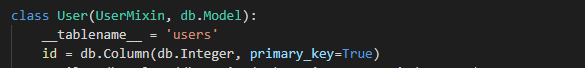 class User(UserMixin, db.Model):
    __tablename__ = 'users'
    id = db.Column(db.Integer, primary_key=True)